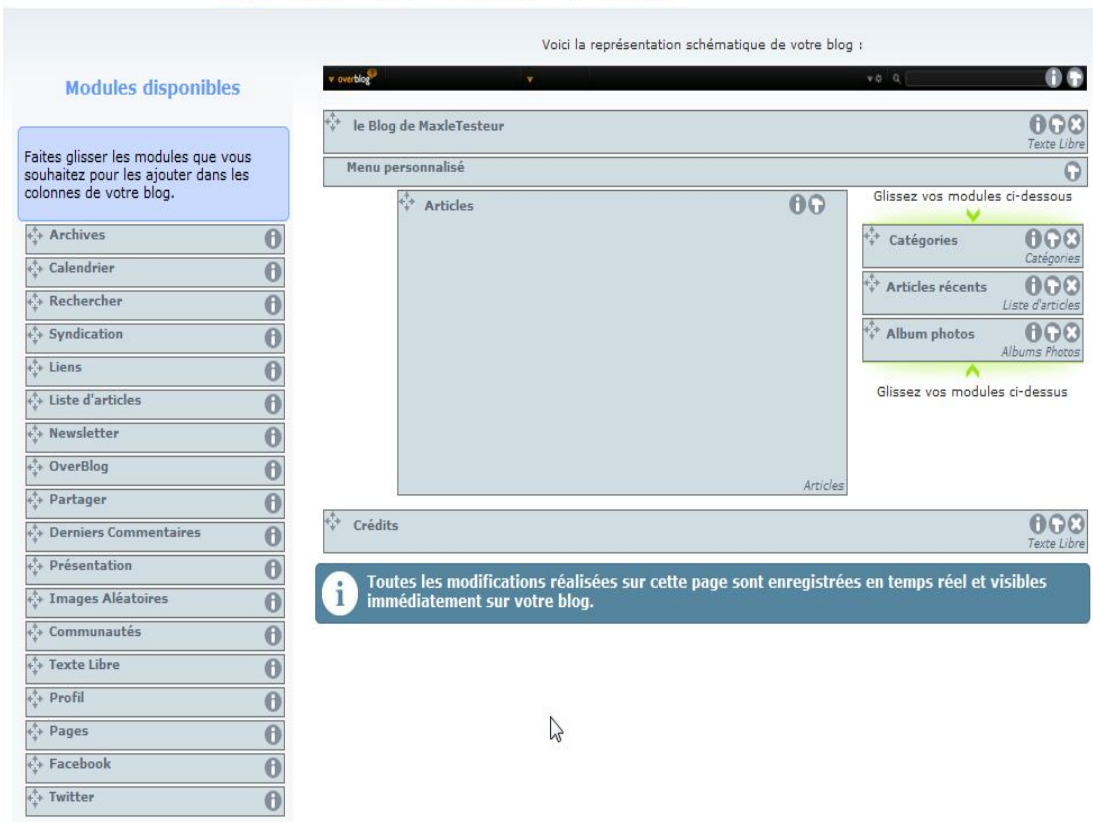 Voici la représentation schématique de votre blog :
Modules disponibles
overblog
Faites glisser les modules que vous
souhaitez pour les ajouter dans les
colonnes de votre blog.
Archives
Calendrier
Rechercher
Syndication
Liens
Liste d'articles
Newsletter
OverBlog
Partager
Derniers Commentaires
Présentation
Images Aléatoires
Communautés
Texte Libre
Profil
Pages
Facebook
Twitter
le Blog de MaxleTesteur
Texte Libre
Menu personnalisé
Articles
Articles
Glissez vos modules ci-dessous
Catégories
Catégories
Articles récents
Liste d'articles
Album photos
Albums Photos
Glissez vos modules ci-dessus
Crédits
Texte Libre
Toutes les modifications réalisées sur cette page sont enregistrées en temps réel et visibles
immédiatement sur votre blog.